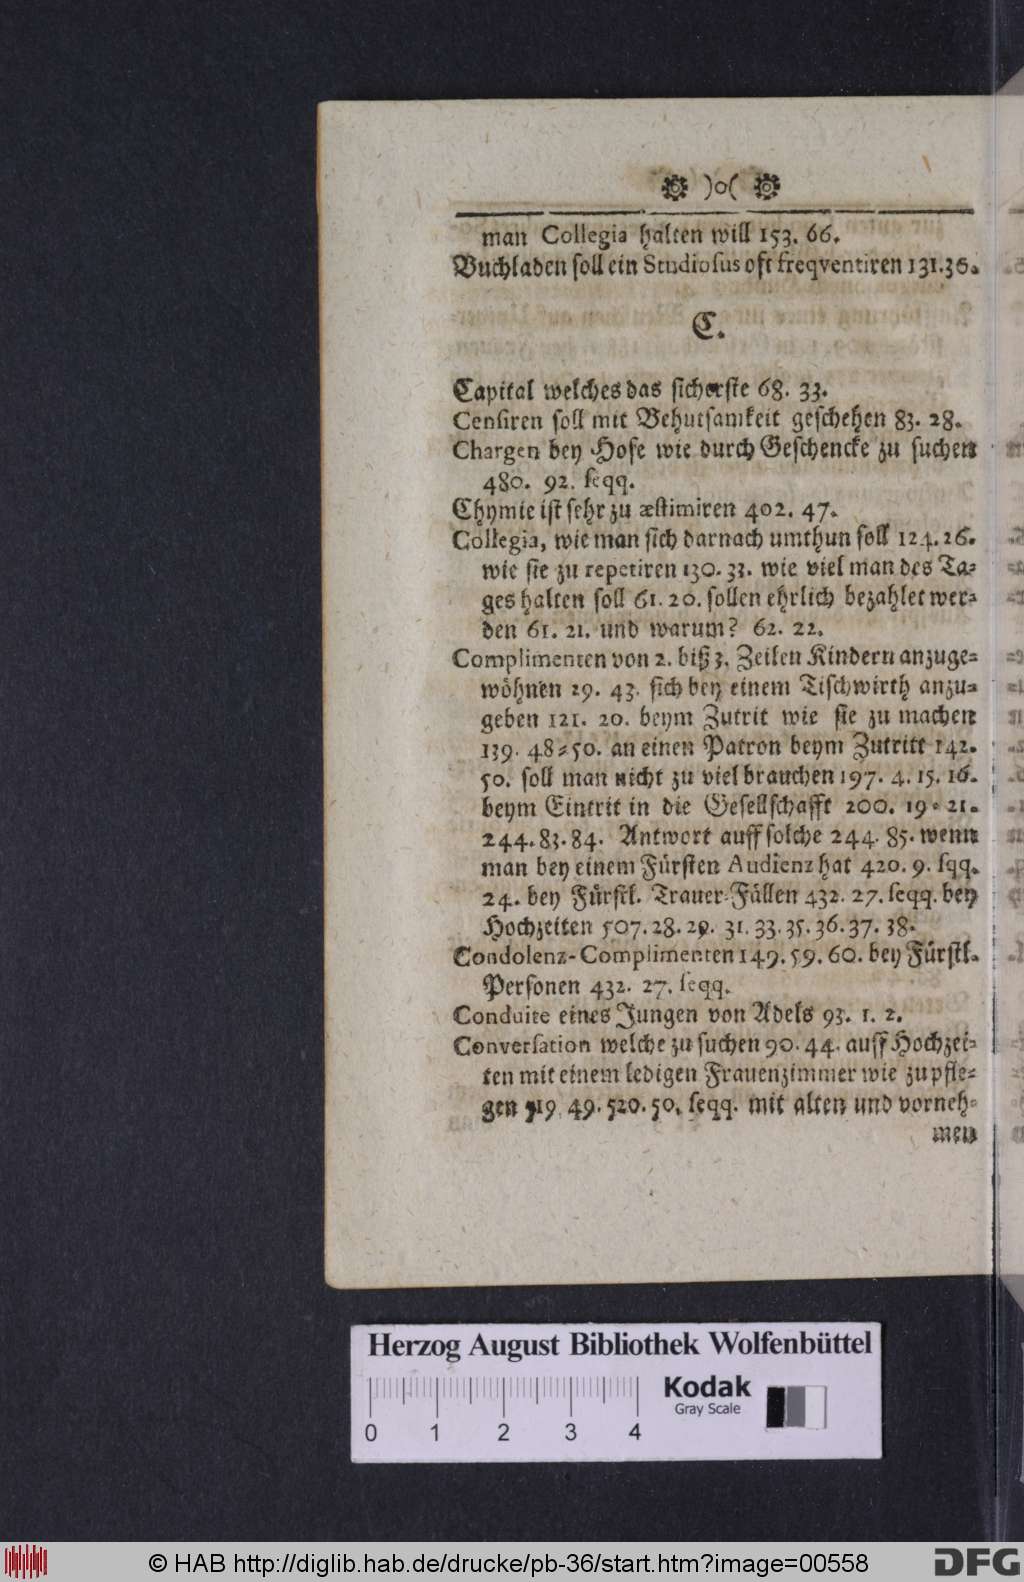 )o(
man Collegia halten will 153. 66.
Buchladen soll ein Studiosus oft freqventiren 131. 36.
C.
Capital welches das sicherste 68. 33.
Censiren soll mit Behutsamkeit geschehen 83. 28.
Chargen bey Hofe wie durch Geschencke zu suchen
480. 92. seqq.
Chymie ist sehr zu æstimiren 402. 47.
Collegia, wie man sich darnach umthun soll 124. 26.
wie sie zu repetiren 130. 33. wie viel man des Ta-
ges halten soll 61. 20. sollen ehrlich bezahlet wer-
den 61. 21. und warum? 62. 22.
Complimenten von 2. biß 3. Zeilen Kindern anzuge-
wöhnen 29. 43. sich bey einem Tischwirth anzu-
geben 121. 20. beym Zutrit wie sie zu machen
139. 48-50. an einen Patron beym Zutritt 142.
50. soll man nicht zu viel brauchen 197. 4. 15. 16.
beym Eintrit in die Gesellschafft 200. 19-21.
244. 83. 84. Antwort auff solche 244. 85. wenn
man bey einem Fürsten Audienz hat 420. 9. sqq.
24. bey Fürstl. Trauer-Fällen 432. 27. seqq. bey
Hochzeiten 507. 28. 29. 31. 33. 35. 36. 37. 38.
Condolenz-Complimenten 149. 59. 60. bey Fürstl.
Personen 432. 27. seqq.
Conduite eines Jungen von Adels 93. 1. 2.
Conversation welche zu suchen 90. 44. auff Hochzei-
ten mit einem ledigen Frauenzimmer wie zu pfle-
gen 519. 49. 520. 50. seqq. mit alten und vorneh-
men
Herzog August Bibliothek Wolfenbüttel
0 1 2 3 4
Kodak
Gray Scale
© HAB http://diglib.hab.de/drucke/pb-36/start.htm?image=00558
DFG